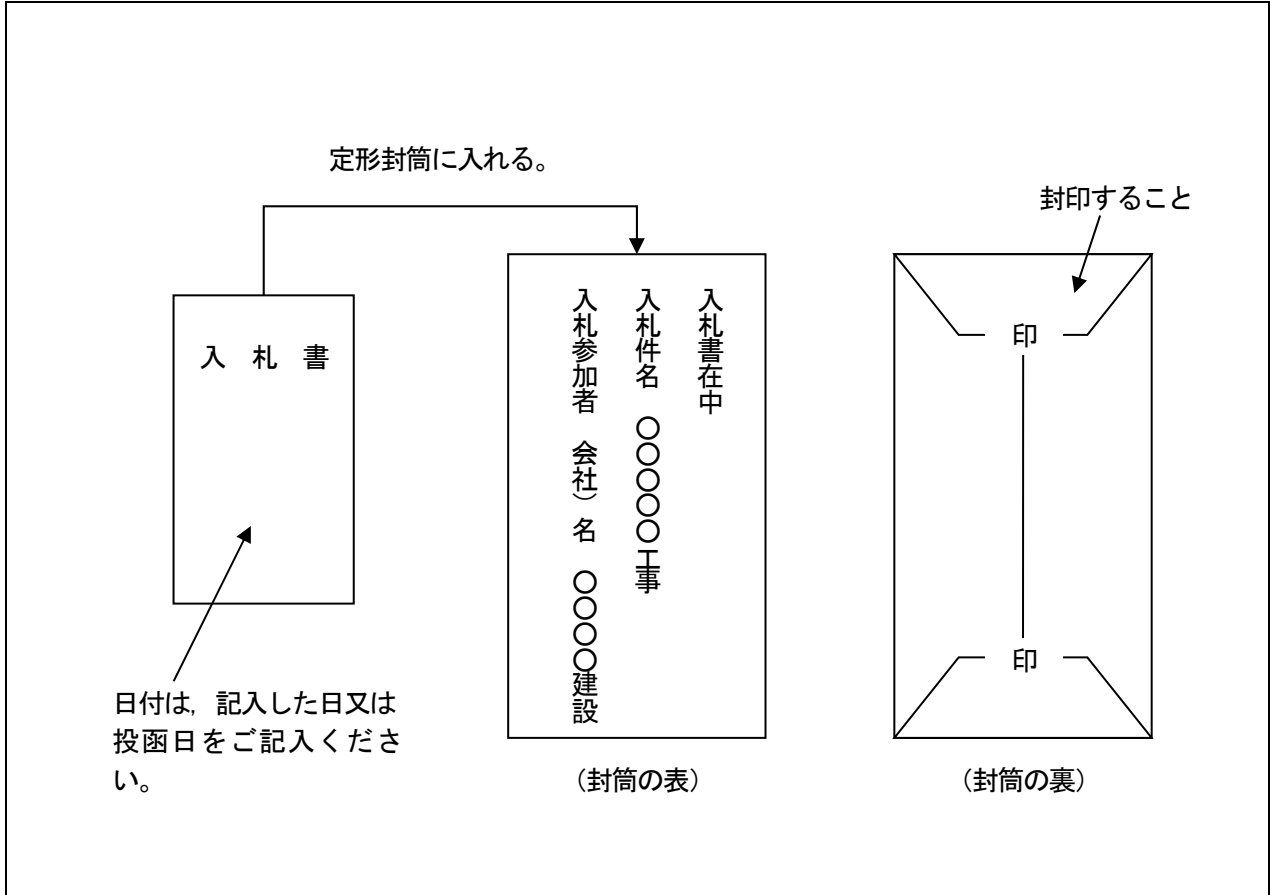 定形封筒に入れる。
封印すること
入　札　書
日付は，記入した日又は
投函日をご記入くださ
い。
入札書在中
入札件名　〇〇〇〇〇工事
入札参加者　会社）名　〇〇〇〇建設
（封筒の表）
印
印
（封筒の裏）